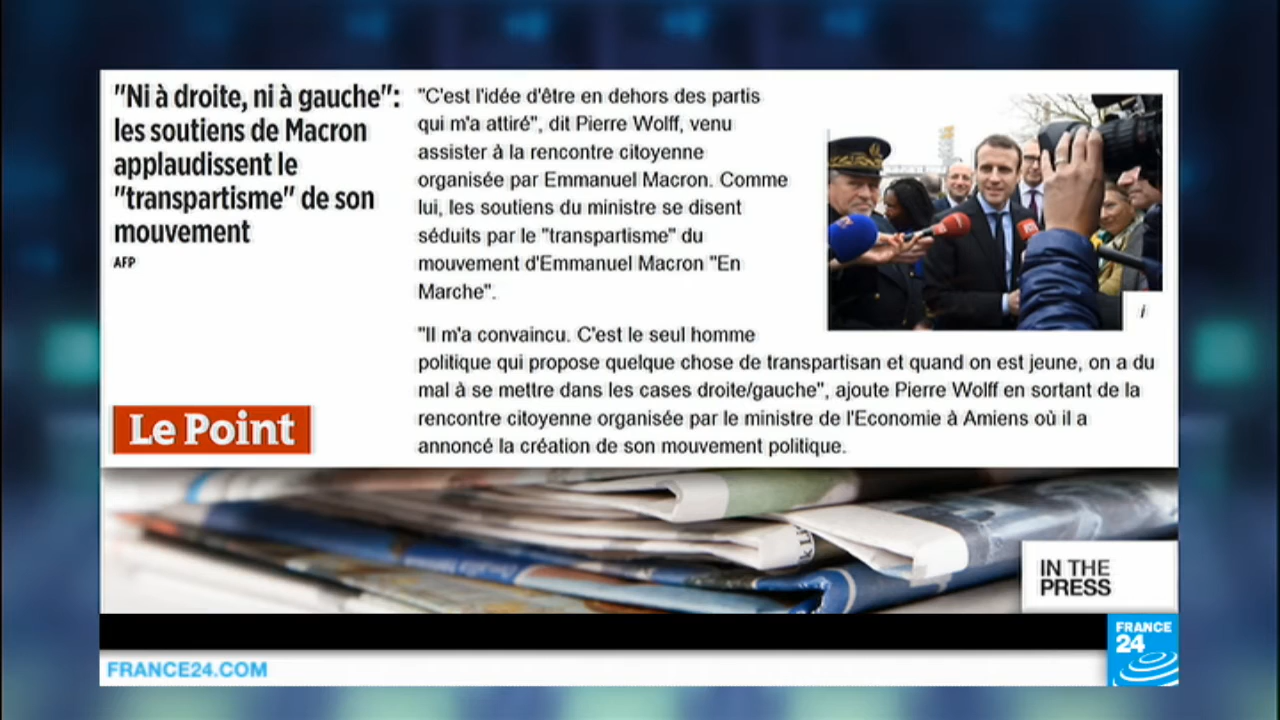 "Ni à droite, ni à gauche":
les soutiens de Macron
applaudissent le
"transpartisme" de son
mouvement
AFP
Le Point
"C'est l'idée d'être en dehors des partis
qui m'a attiré", dit Pierre Wolff, venu
assister à la rencontre citoyenne
organisée par Emmanuel Macron. Comme
lui, les soutiens du ministre se disent
séduits par le "transpartisme" du
mouvement d'Emmanuel Macron "En
Marche".
"Il m'a convaincu. C'est le seul homme
politique qui propose quelque chose de transpartisan et quand on est jeune, on a du
mal à se mettre dans les cases droite/gauche", ajoute Pierre Wolff en sortant de la
rencontre citoyenne organisée par le ministre de l'Economie à Amiens où il a
annoncé la création de son mouvement politique.
i
IN THE
PRESS
FRANCE
24
FRANCE24.COM